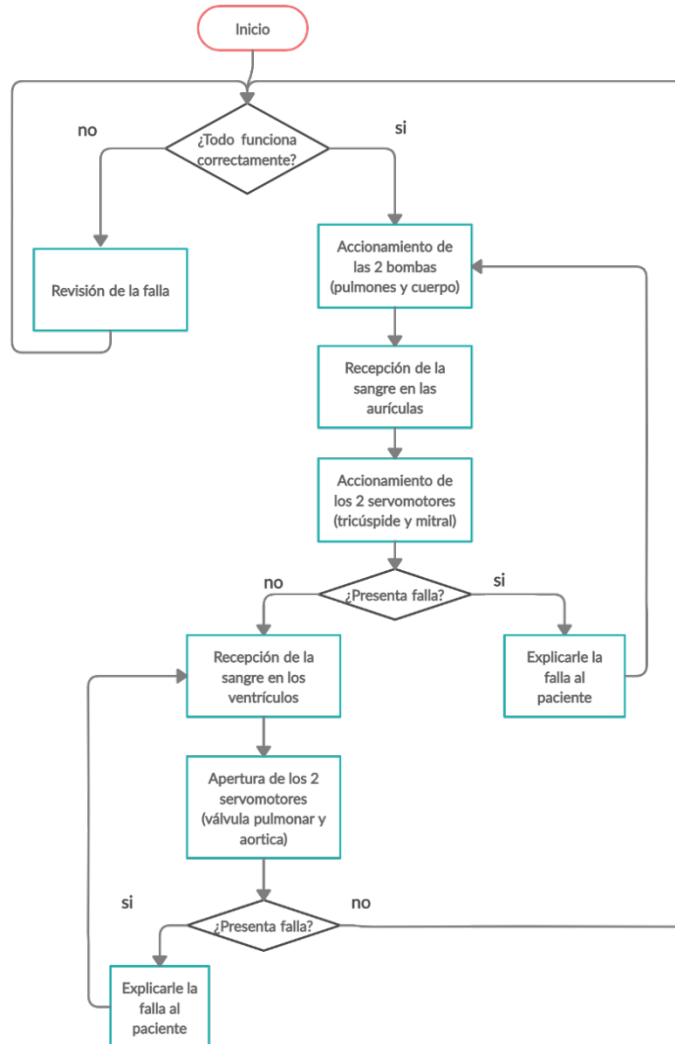 Inicio
no
si
¿Todo funciona
correctamente?
Revisión de la falla
Accionamiento de
las 2 bombas
(pulmones y cuerpo)
Recepción de la
sangre en las
aurículas
Accionamiento de
los 2 servomotores
(tricúspide y mitral)
no
¿Presenta falla?
si
Recepción de la
sangre en los
ventrículos
Explicarle la
falla al
paciente
Apertura de los 2
servomotores
(válvula pulmonar y
aortica)
si
¿Presenta falla?
no
Explicarle la
falla al
paciente